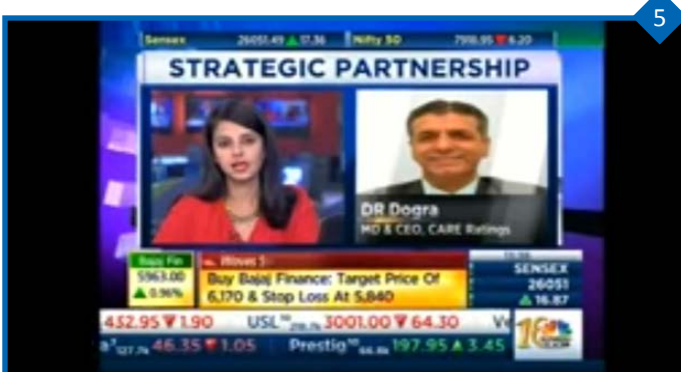 5
Sensex 26051.49 ▲ 17.36 Nifty 50 7918.95 ▼ 6.20
STRATEGIC PARTNERSHIP
DR Dogra
MD & CEO, CARE Ratings
Bajaj Fin
5963.00
▲ 0.96%
Buy Bajaj Finance: Target Price Of
6,170 & Stop Loss At 5,840
SENSEX
26051
▲ 16.87
432.95 ▼ 1.90 USL 3001.00 ▼ 64.30
46.35 ▼ 1.05 Prestig 197.95 ▲ 3.45